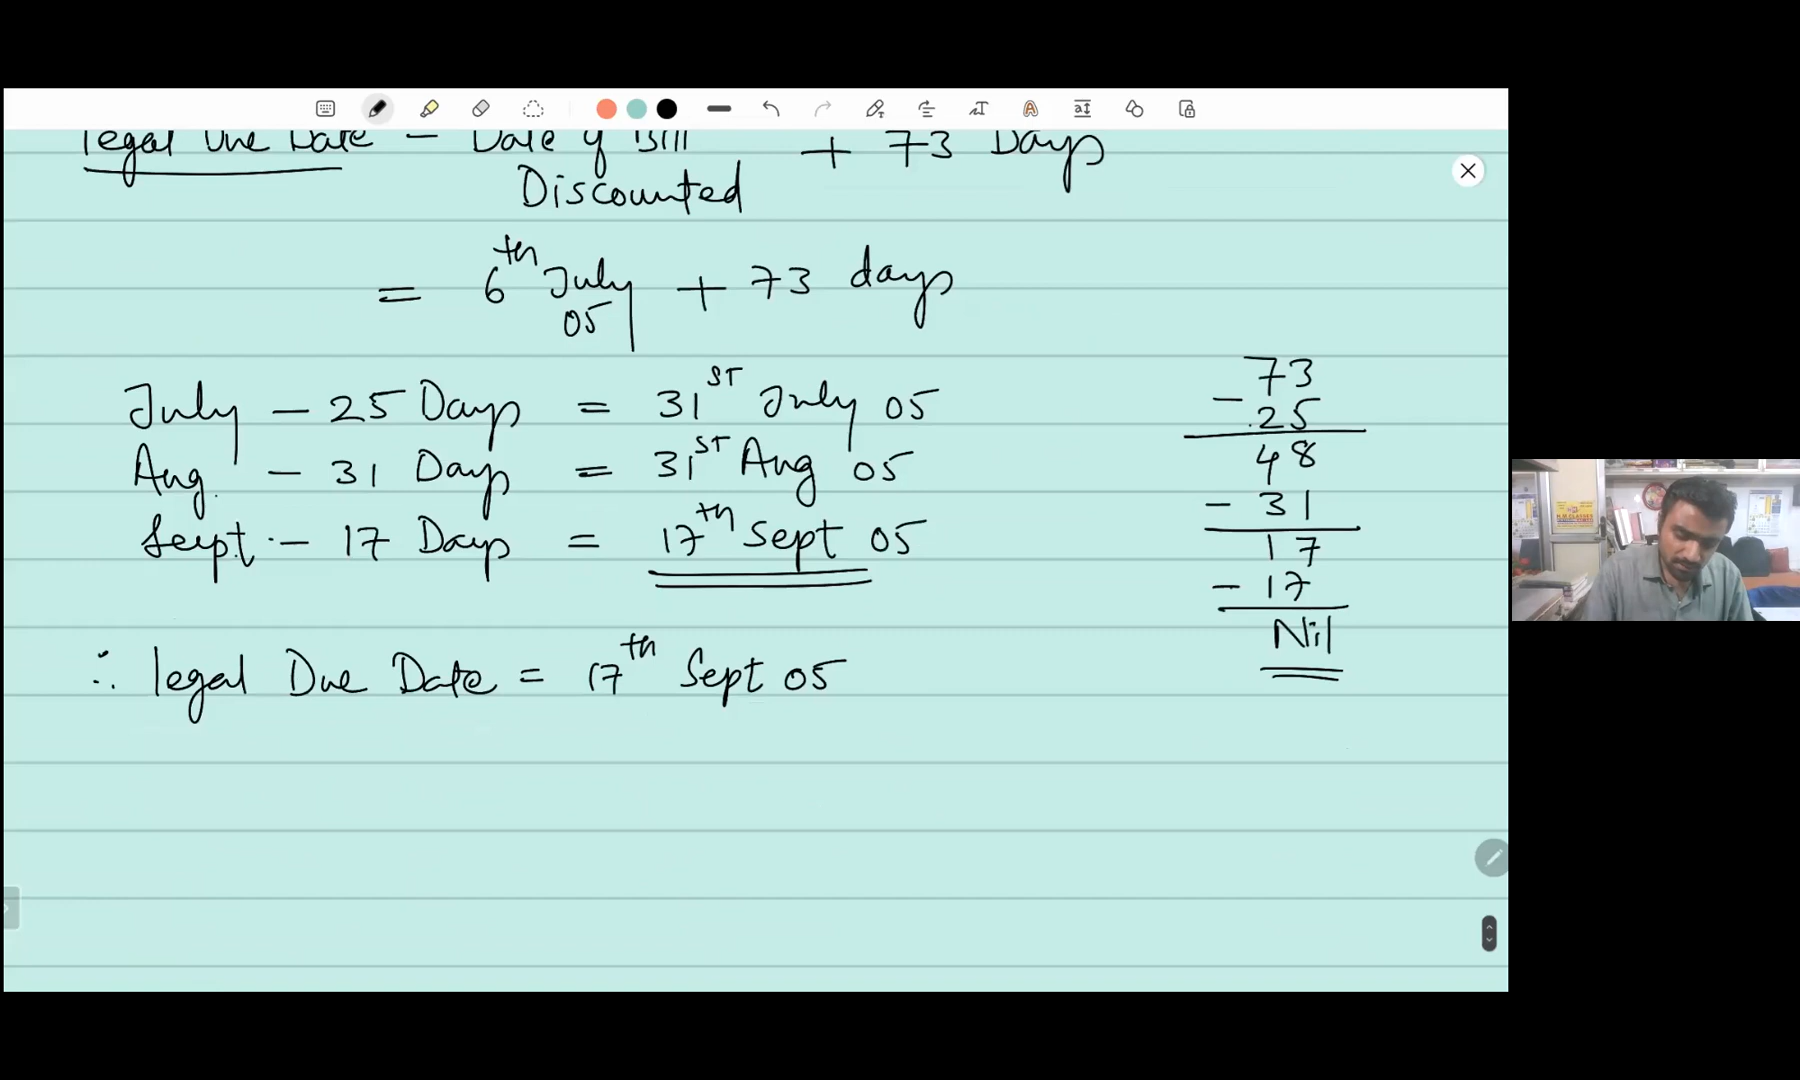 legal Due Date = Date of Bill + 73 Days
Discounted
= 6th July 05 + 73 days
July - 25 Days = 31ST July 05
Aug. - 31 Days = 31ST Aug 05
Sept - 17 Days = 17th Sept 05
∴ legal Due Date = 17th Sept 05
73
- 25
48
- 31
17
- 17
Nil